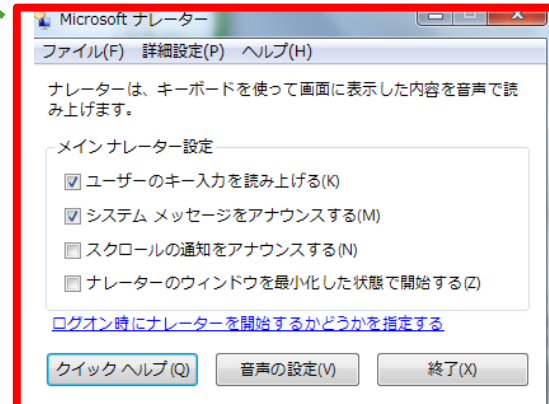 Microsoft ナレーター
ファイル(F) 詳細設定(P) ヘルプ(H)
ナレーターは、キーボードを使って画面に表示した内容を音声で読
み上げます。
メイン ナレーター設定
ユーザーのキー入力を読み上げる(K)
システム メッセージをアナウンスする(M)
スクロールの通知をアナウンスする(N)
ナレーターのウィンドウを最小化した状態で開始する(Z)
ログオン時にナレーターを開始するかどうかを指定する
クイック ヘルプ(Q) 音声の設定(V) 終了(X)